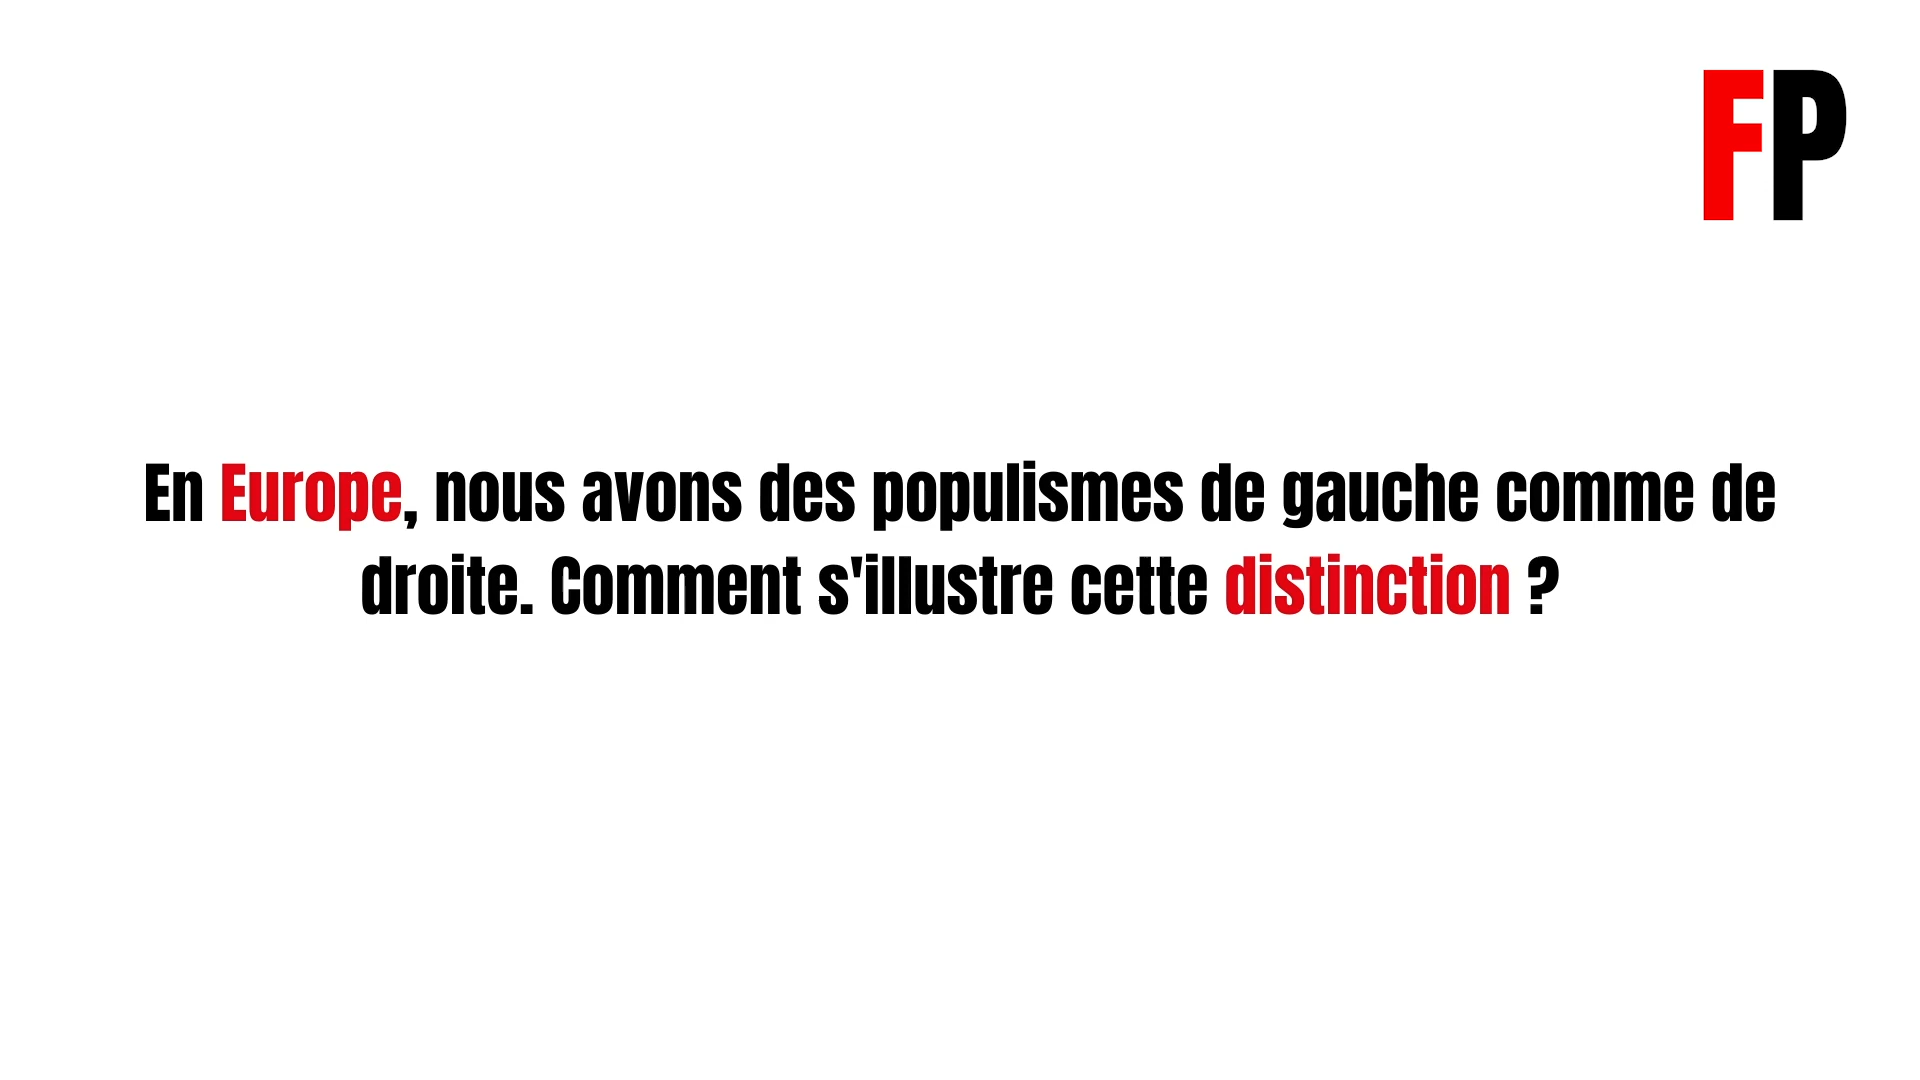 FP
En Europe, nous avons des populismes de gauche comme de
droite. Comment s'illustre cette distinction ?